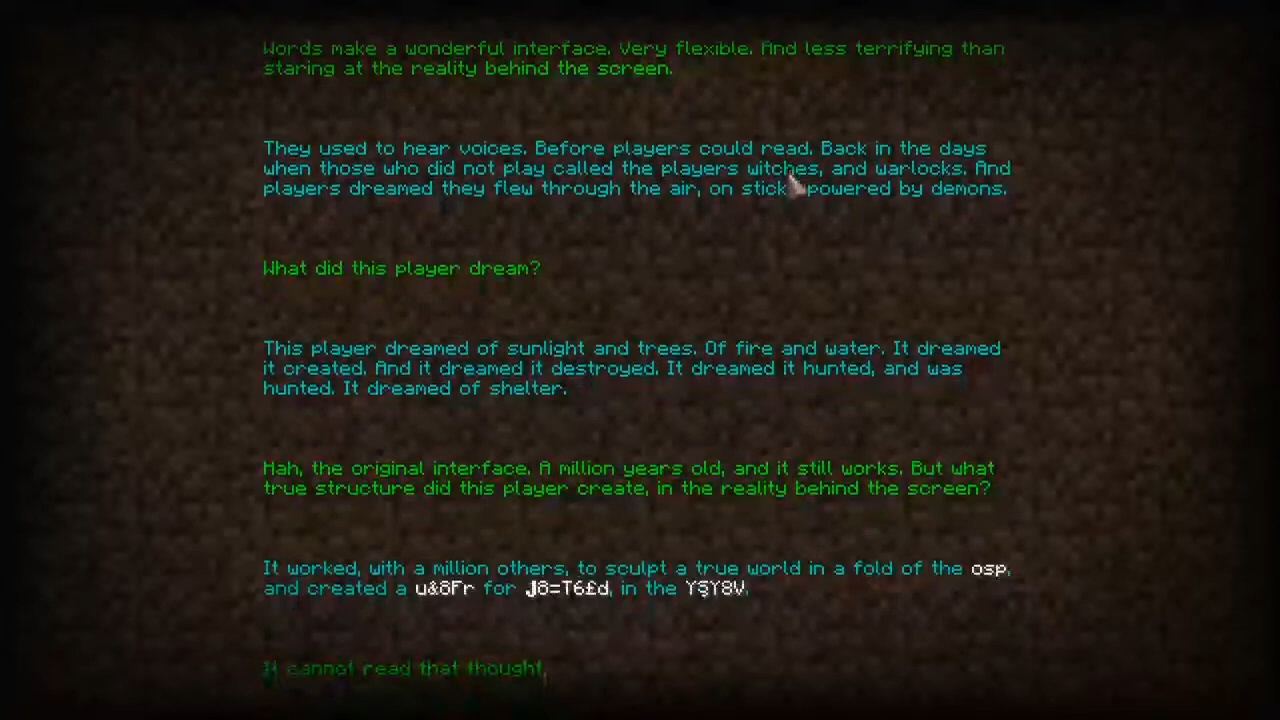 Words make a wonderful interface. Very flexible. And less terrifying than
staring at the reality behind the screen.
They used to hear voices. Before players could read. Back in the days
when those who did not play called the players witches, and warlocks. And
players dreamed they flew through the air, on stick powered by demons.
What did this player dream?
This player dreamed of sunlight and trees. Of fire and water. It dreamed
it created. And it dreamed it destroyed. It dreamed it hunted, and was
hunted. It dreamed of shelter.
Hah, the original interface. A million years old, and it still works. But what
true structure did this player create, in the reality behind the screen?
It worked, with a million others, to sculpt a true world in a fold of the osp,
and created a u&8Fr for J8=T6£d, in the Y§Y8V.
It cannot read that thought.